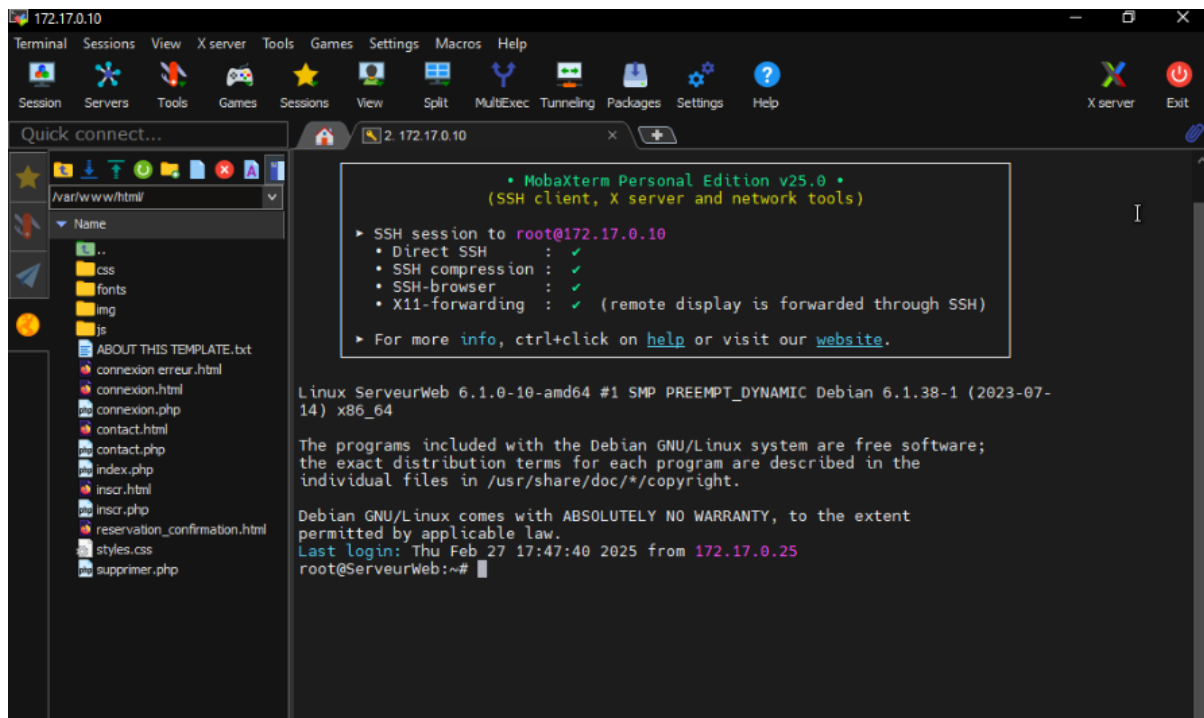 172.17.0.10
Terminal Sessions View X server Tools Games Settings Macros Help
Session Servers Tools Games Sessions View Split MultiExec Tunneling Packages Settings Help X server Exit
Quick connect...
2. 172.17.0.10
/var/www/html/
Name
..
css
fonts
img
js
ABOUT THIS TEMPLATE.txt
connexion erreur.html
connexion.html
connexion.php
contact.html
contact.php
index.php
inscr.html
inscr.php
reservation_confirmation.html
styles.css
supprimer.php
• MobaXterm Personal Edition v25.0 •
(SSH client, X server and network tools)
► SSH session to root@172.17.0.10
• Direct SSH : ✔
• SSH compression : ✔
• SSH-browser : ✔
• X11-forwarding : ✔ (remote display is forwarded through SSH)
► For more info, ctrl+click on help or visit our website.
Linux ServeurWeb 6.1.0-10-amd64 #1 SMP PREEMPT_DYNAMIC Debian 6.1.38-1 (2023-07-
14) x86_64
The programs included with the Debian GNU/Linux system are free software;
the exact distribution terms for each program are described in the
individual files in /usr/share/doc/*/copyright.
Debian GNU/Linux comes with ABSOLUTELY NO WARRANTY, to the extent
permitted by applicable law.
Last login: Thu Feb 27 17:47:40 2025 from 172.17.0.25
root@ServeurWeb:~#